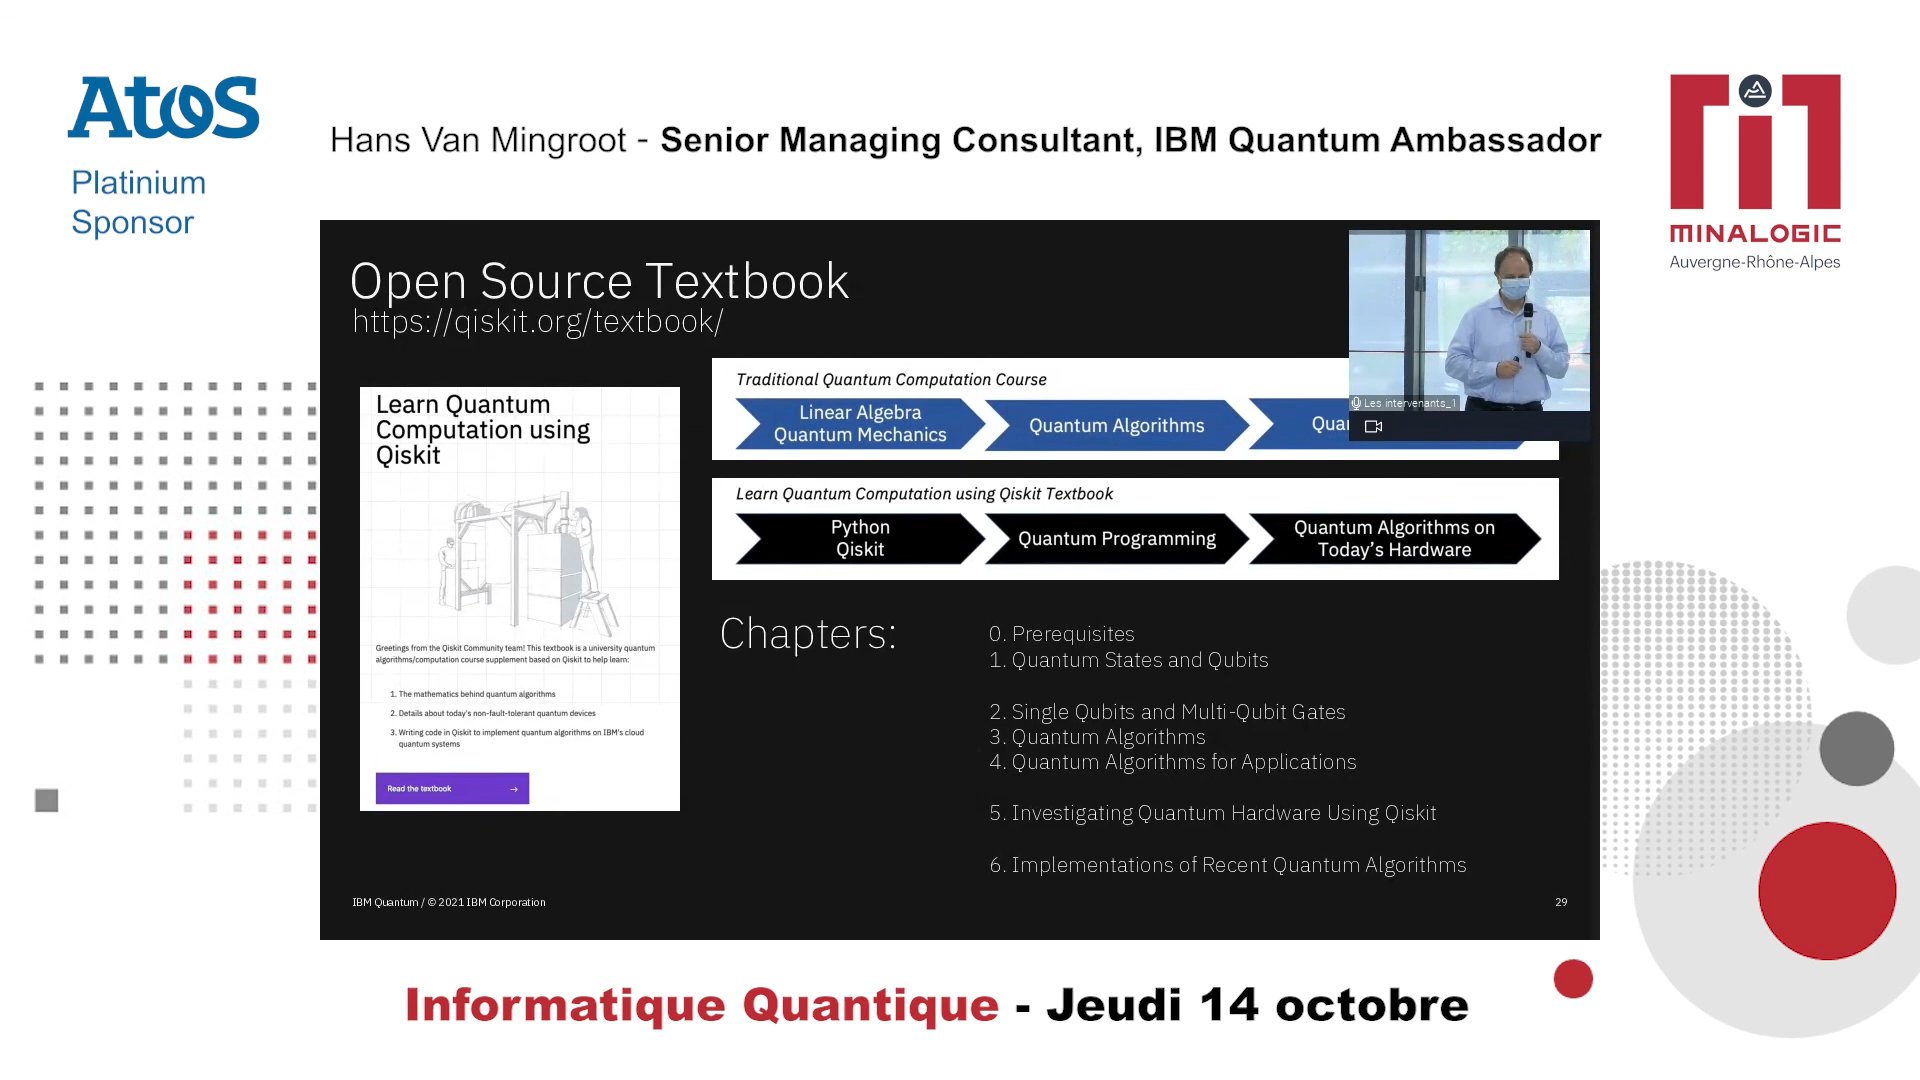 Atos
Platinium
Sponsor
Hans Van Mingroot - Senior Managing Consultant, IBM Quantum Ambassador
MINALOGIC
Auvergne-Rhône-Alpes
Open Source Textbook
https://qiskit.org/textbook/
Learn Quantum
Computation using
Qiskit
Greetings from the Qiskit Community team! This textbook is a university quantum
algorithms/computation course supplement based on Qiskit to help learn:
1. The mathematics behind quantum algorithms
2. Details about today's non-fault-tolerant quantum devices
3. Writing code in Qiskit to implement quantum algorithms on IBM's cloud
quantum systems
Read the textbook →
Traditional Quantum Computation Course
Linear Algebra
Quantum Mechanics
Quantum Algorithms
Les intervenants_1
Learn Quantum Computation using Qiskit Textbook
Python
Qiskit
Quantum Programming
Quantum Algorithms on
Today's Hardware
Chapters:
0. Prerequisites
1. Quantum States and Qubits
2. Single Qubits and Multi-Qubit Gates
3. Quantum Algorithms
4. Quantum Algorithms for Applications
5. Investigating Quantum Hardware Using Qiskit
6. Implementations of Recent Quantum Algorithms
IBM Quantum / © 2021 IBM Corporation
29
Informatique Quantique - Jeudi 14 octobre